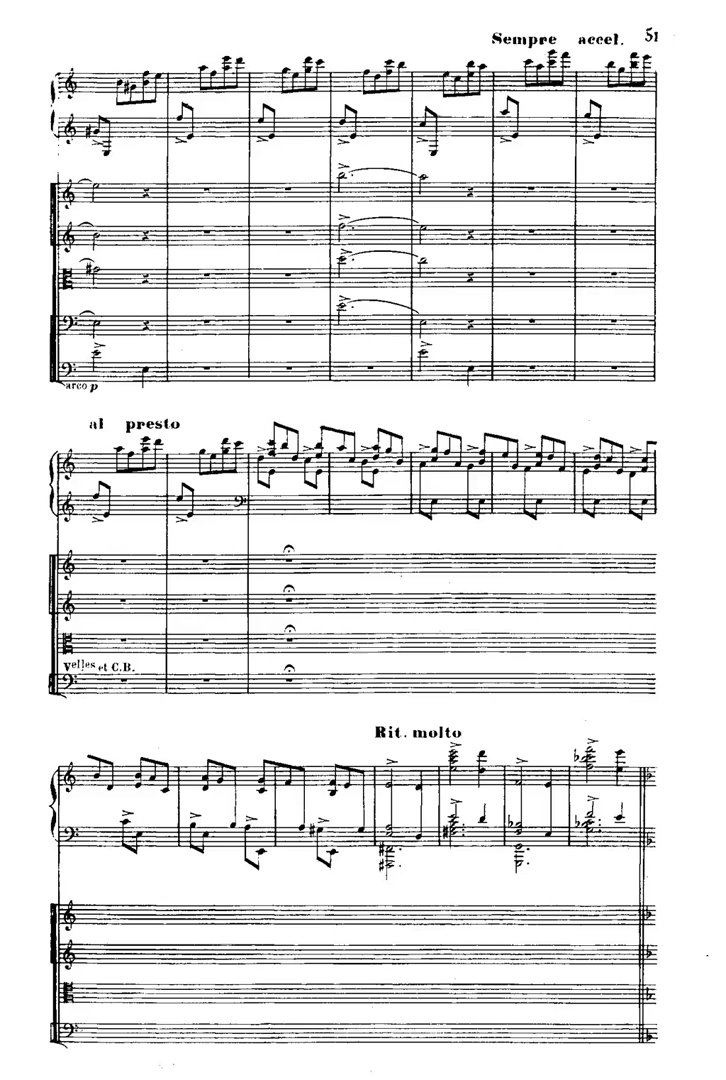 Sempre accel. 51
arco p
al presto
Velles et C.B.
Rit. molto